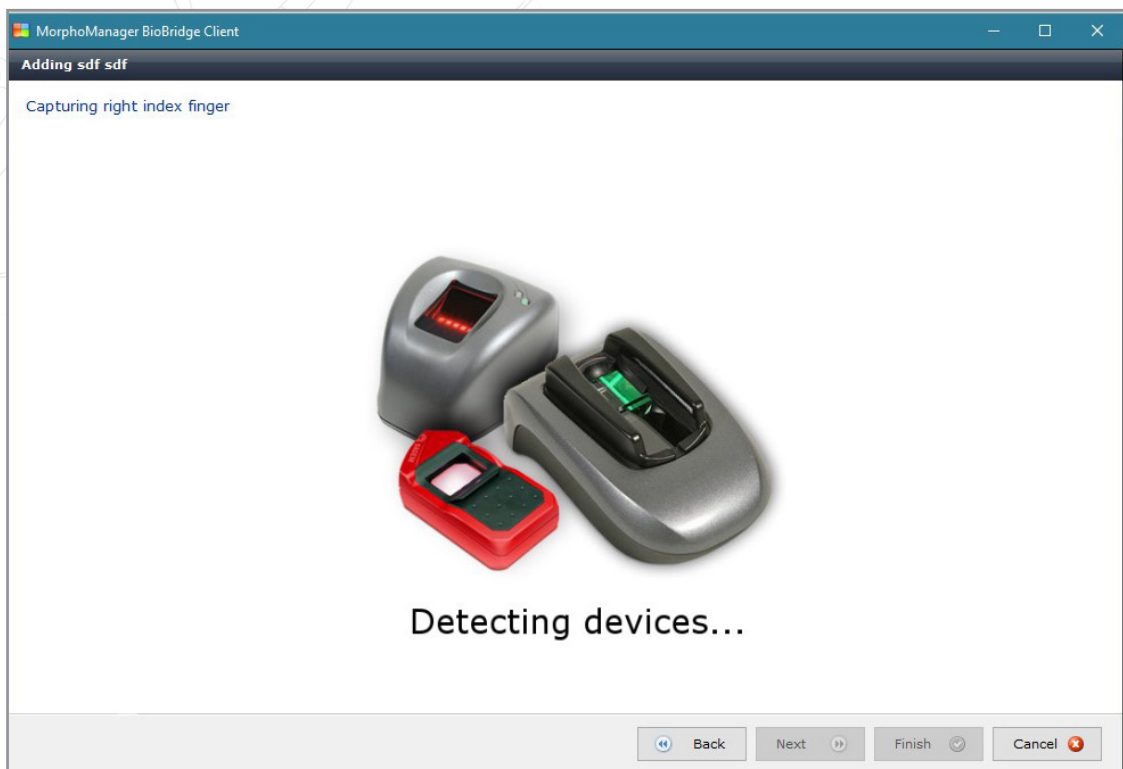 MorphoManager BioBridge Client
Adding sdf sdf
Capturing right index finger
Detecting devices...
Back Next Finish Cancel